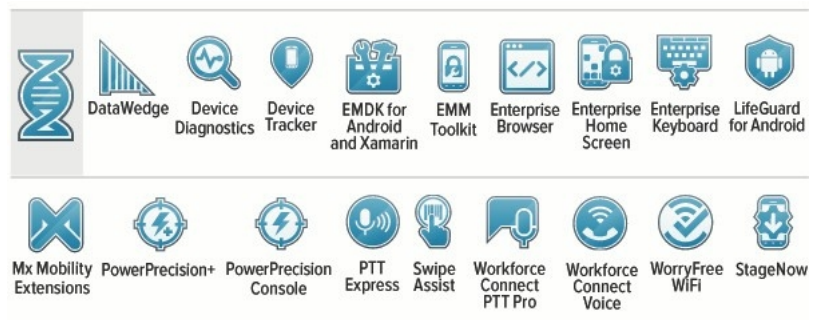 DataWedge
Device
Diagnostics
Device
Tracker
EMDK for
Android
and Xamarin
EMM
Toolkit
Enterprise
Browser
Enterprise
Home
Screen
Enterprise
Keyboard
LifeGuard
for Android
Mx Mobility
Extensions
PowerPrecision+
PowerPrecision
Console
PTT
Express
Swipe
Assist
Workforce
Connect
PTT Pro
Workforce
Connect
Voice
WorryFree
WiFi
StageNow